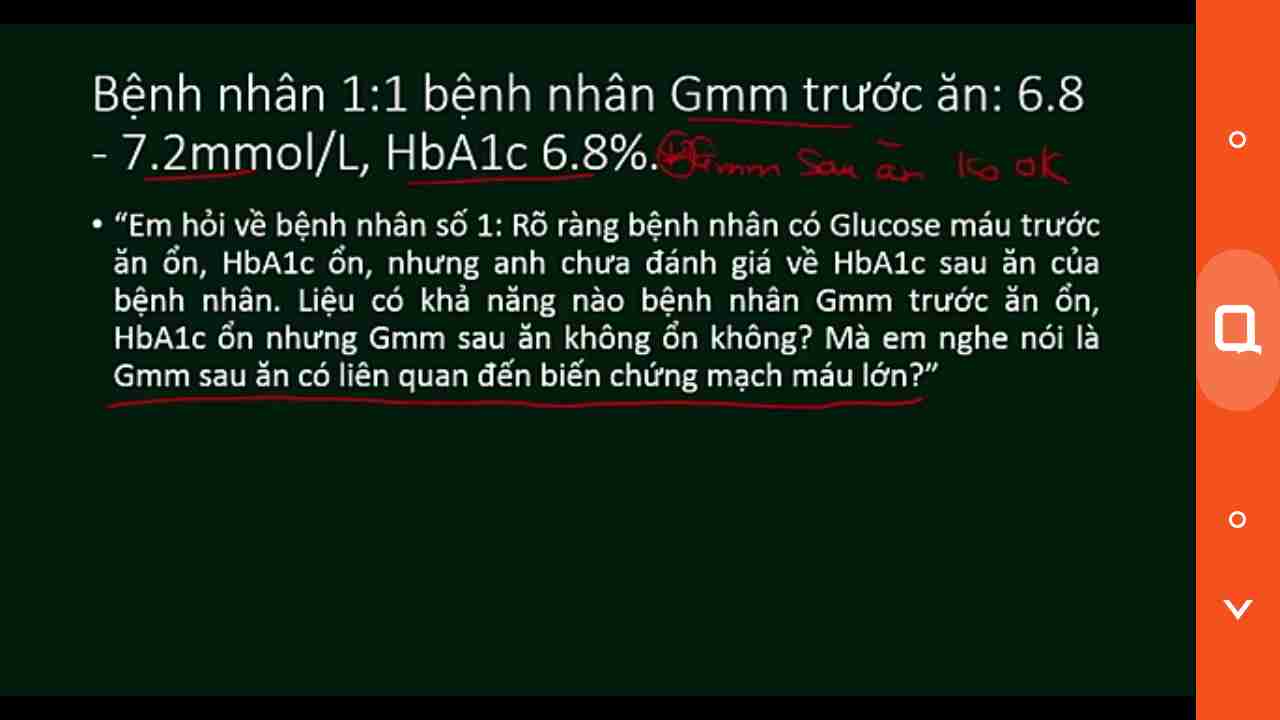 Bệnh nhân 1:1 bệnh nhân Gmm trước ăn: 6.8
- 7.2mmol/L, HbA1c 6.8%. Gmm sau ăn ko ok
• “Em hỏi về bệnh nhân số 1: Rõ ràng bệnh nhân có Glucose máu trước
ăn ổn, HbA1c ổn, nhưng anh chưa đánh giá về HbA1c sau ăn của
bệnh nhân. Liệu có khả năng nào bệnh nhân Gmm trước ăn ổn,
HbA1c ổn nhưng Gmm sau ăn không ổn không? Mà em nghe nói là
Gmm sau ăn có liên quan đến biến chứng mạch máu lớn?”